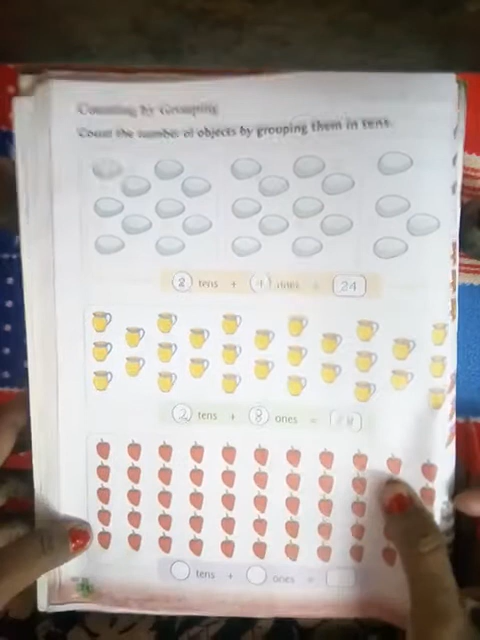 Counting by Grouping
Count the number of objects by grouping them in tens.
2 tens + 4 ones = 24
2 tens + 8 ones = 28
tens + ones =